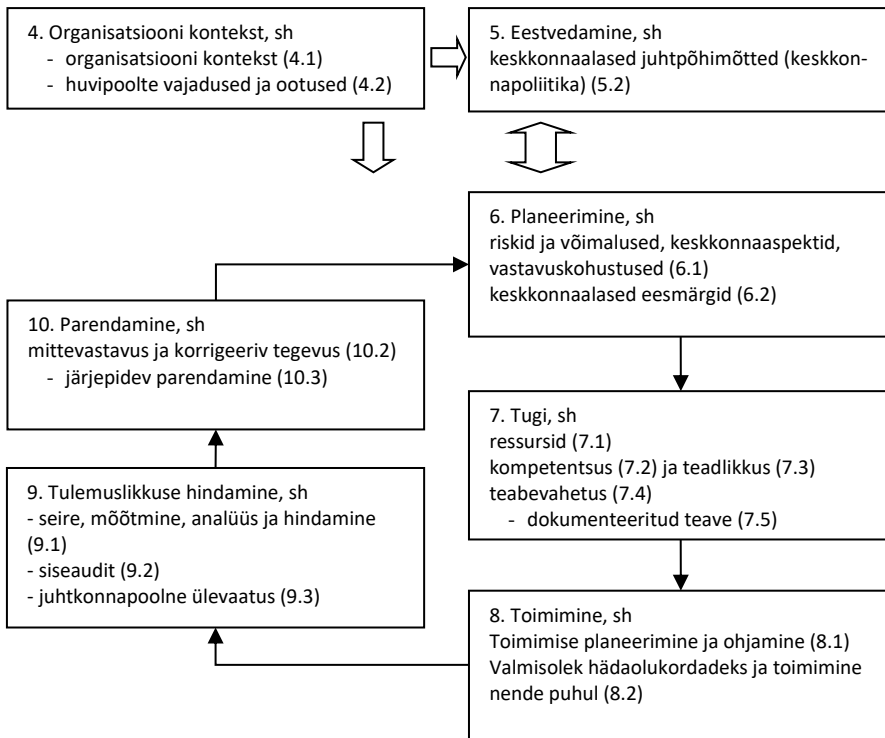 4. Organisatsiooni kontekst, sh
- organisatsiooni kontekst (4.1)
- huvipoolte vajadused ja ootused (4.2)
5. Eestvedamine, sh
keskkonnaalased juhtpõhimõtted (keskkon-
napoliitika) (5.2)
6. Planeerimine, sh
riskid ja võimalused, keskkonnaaspektid,
vastavuskohustused (6.1)
keskkonnaalased eesmärgid (6.2)
7. Tugi, sh
ressursid (7.1)
kompetentsus (7.2) ja teadlikkus (7.3)
teabevahetus (7.4)
- dokumenteeritud teave (7.5)
8. Toimimine, sh
Toimimise planeerimine ja ohjamine (8.1)
Valmisolek hädaolukordadeks ja toimimine
nende puhul (8.2)
9. Tulemuslikkuse hindamine, sh
- seire, mõõtmine, analüüs ja hindamine
(9.1)
- siseaudit (9.2)
- juhtkonnapoolne ülevaatus (9.3)
10. Parendamine, sh
mittevastavus ja korrigeeriv tegevus (10.2)
- järjepidev parendamine (10.3)